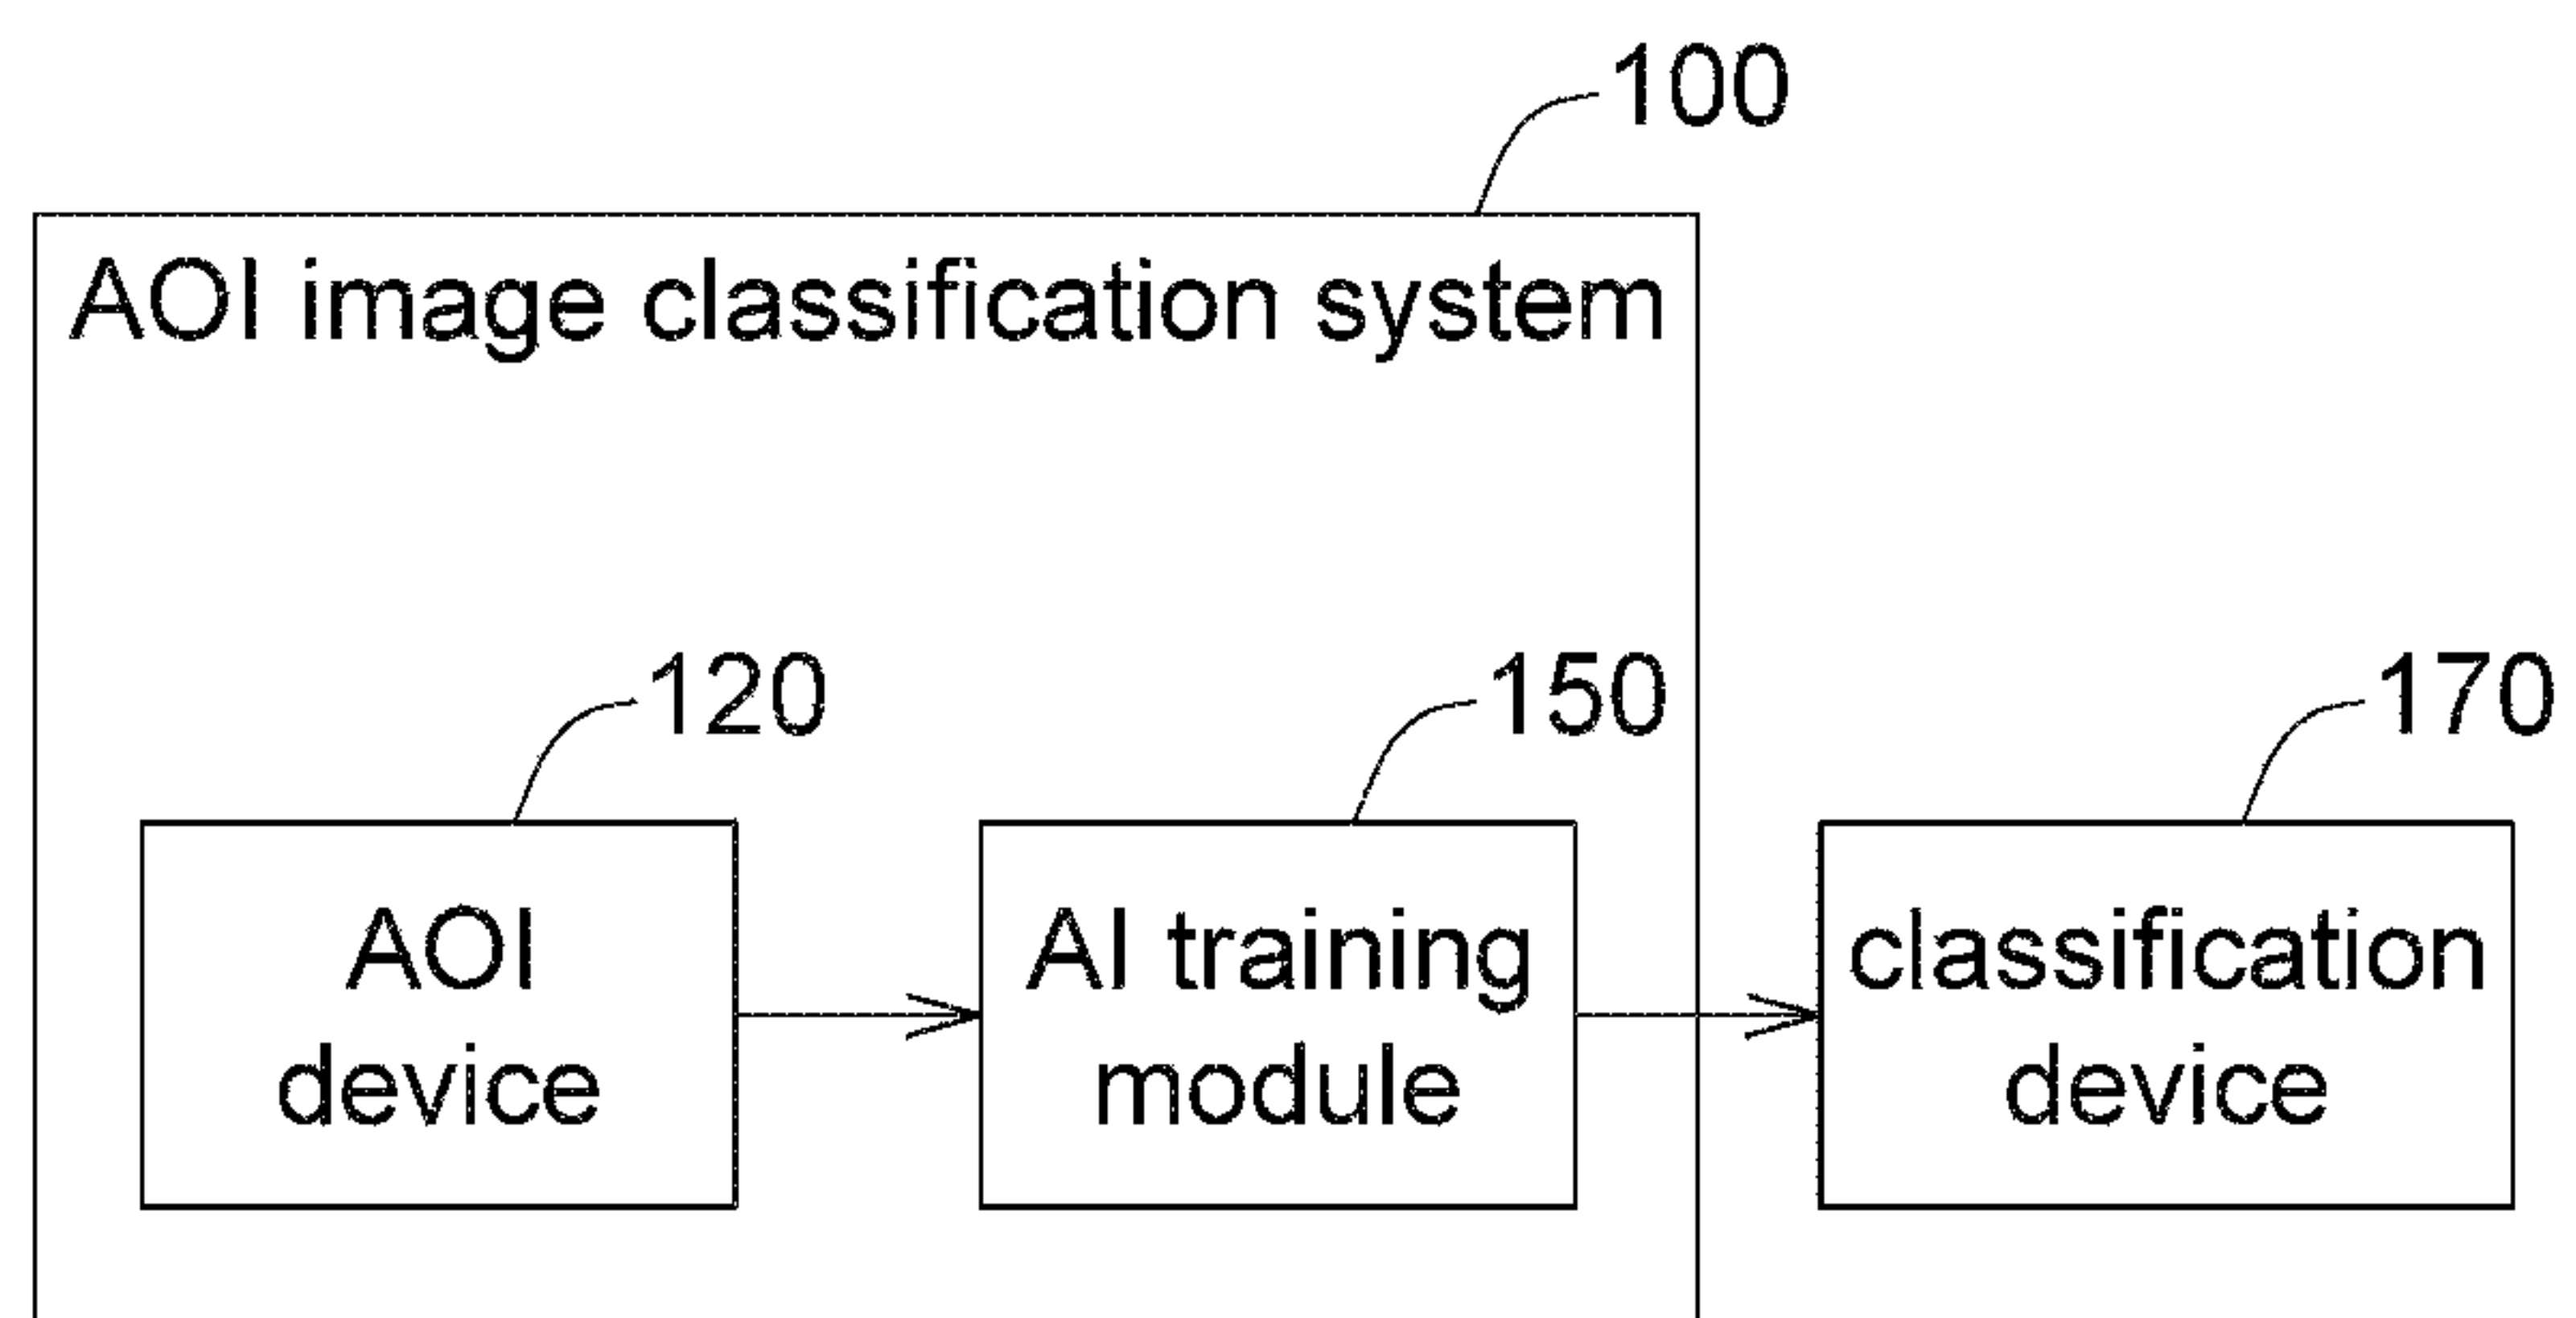 100
AOI image classification system
120
150
170
AOI
device
AI training
module
classification
device